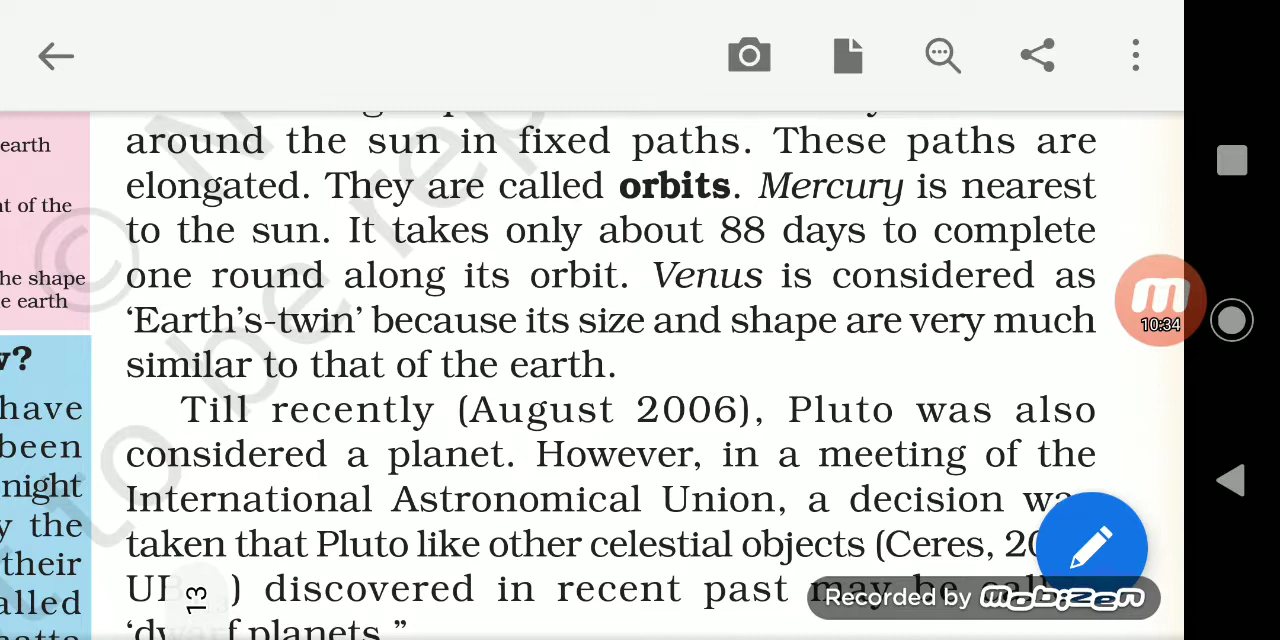 around the sun in fixed paths. These paths are
elongated. They are called orbits. Mercury is nearest
to the sun. It takes only about 88 days to complete
one round along its orbit. Venus is considered as
‘Earth’s-twin’ because its size and shape are very much
similar to that of the earth.
Till recently (August 2006), Pluto was also
considered a planet. However, in a meeting of the
International Astronomical Union, a decision
taken that Pluto like other celestial objects (Ceres,
) discovered in recent past may be
‘dwarf planets.”
earth
of the
shape
earth
have
been
night
the
their
13
10:34
Recorded by mobizen